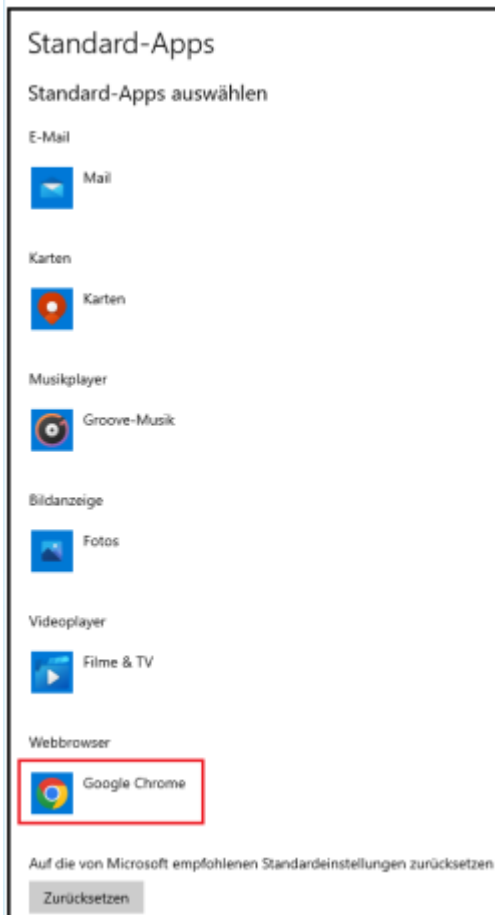 Standard-Apps
Standard-Apps auswählen
E-Mail
Mail
Karten
Karten
Musikplayer
Groove-Musik
Bildanzeige
Fotos
Videoplayer
Filme & TV
Webbrowser
Google Chrome
Auf die von Microsoft empfohlenen Standardeinstellungen zurücksetzen
Zurücksetzen